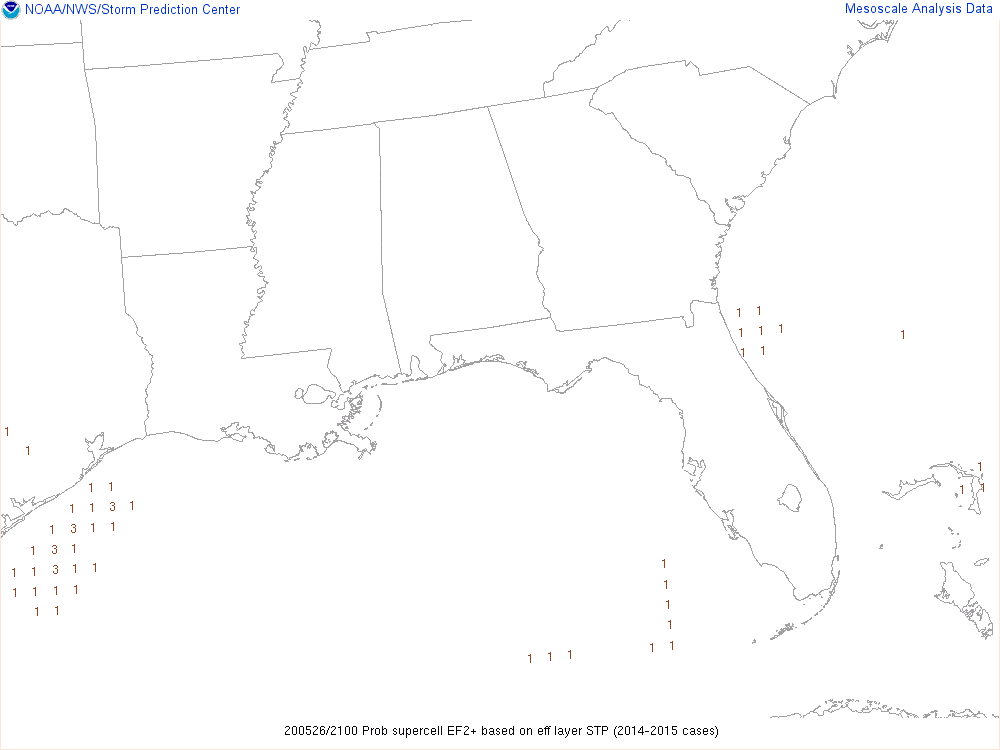 NOAA/NWS/Storm Prediction Center Mesoscale Analysis Data
1 1
1 1 1 1
1 1
1
1
1 1 1
1 1
1 1 3 1
1 3 1 1
1 3 1
1 1 3 1 1 1
1 1 1 1 1
1 1 1
1
1 1
1 1 1
200526/2100 Prob supercell EF2+ based on eff layer STP (2014-2015 cases)